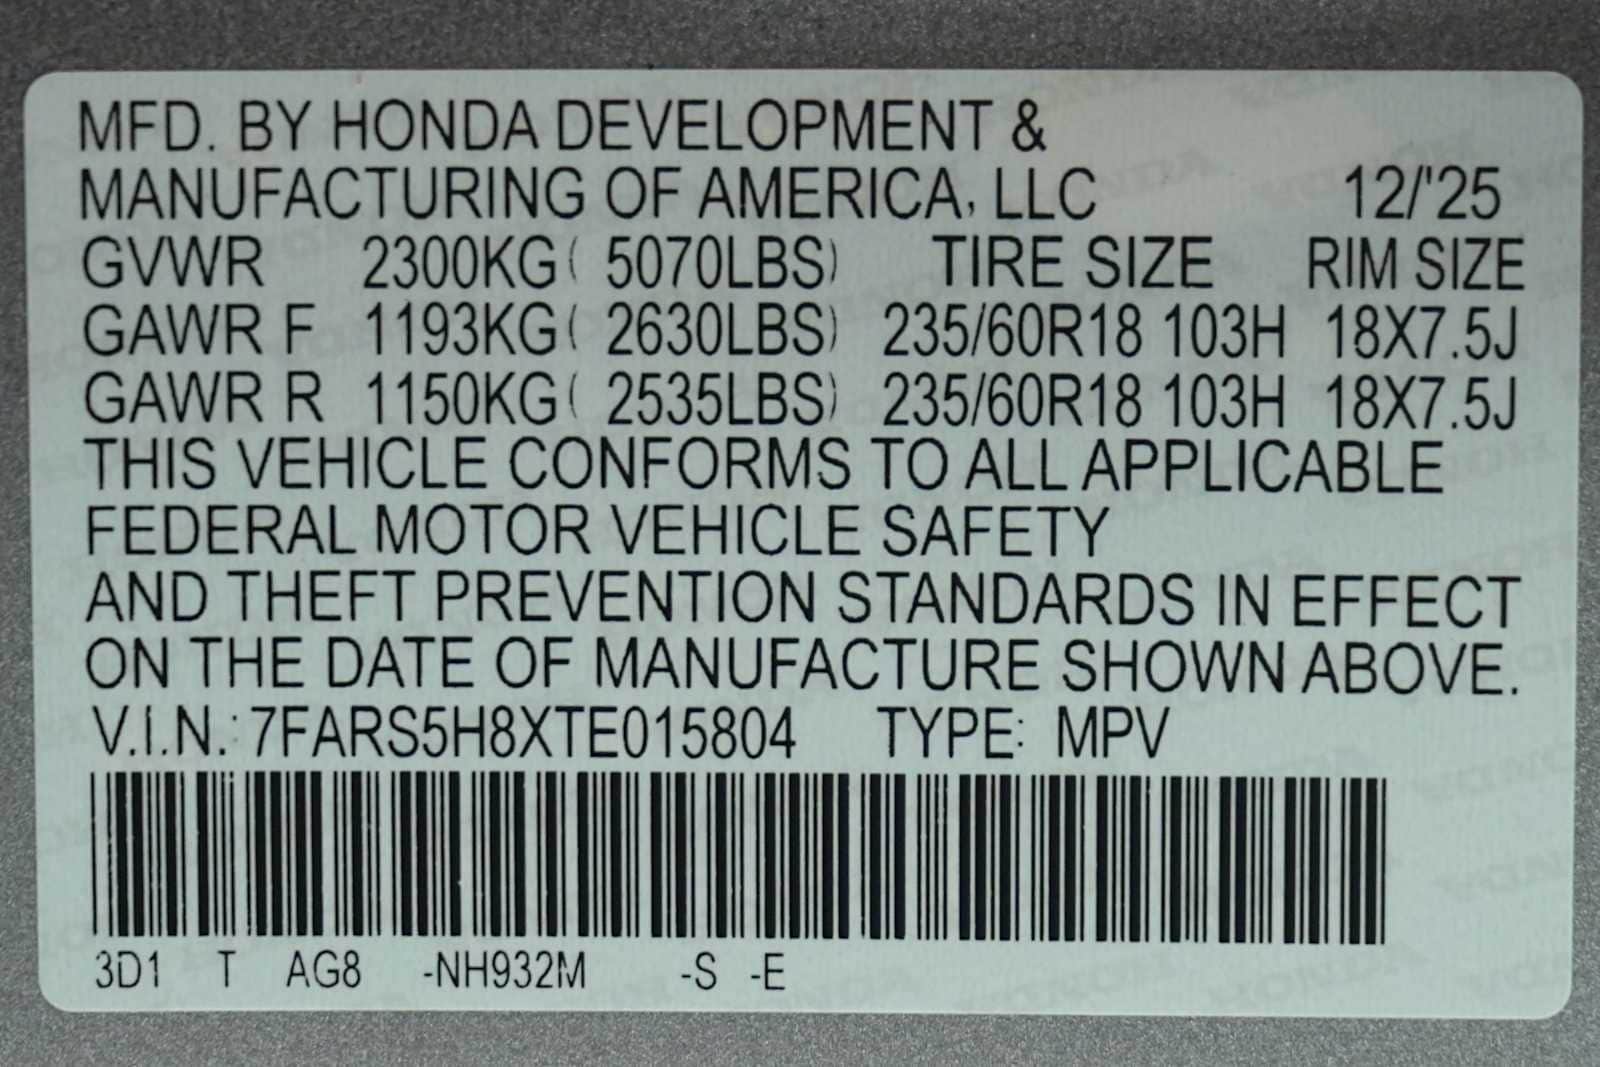 MFD. BY HONDA DEVELOPMENT &
MANUFACTURING OF AMERICA, LLC 12/'25
GVWR 2300KG( 5070LBS) TIRE SIZE RIM SIZE
GAWR F 1193KG( 2630LBS) 235/60R18 103H 18X7.5J
GAWR R 1150KG( 2535LBS) 235/60R18 103H 18X7.5J
THIS VEHICLE CONFORMS TO ALL APPLICABLE
FEDERAL MOTOR VEHICLE SAFETY
AND THEFT PREVENTION STANDARDS IN EFFECT
ON THE DATE OF MANUFACTURE SHOWN ABOVE.
V.I.N.: 7FARS5H8XTE015804 TYPE: MPV
3D1 T AG8 -NH932M -S -E